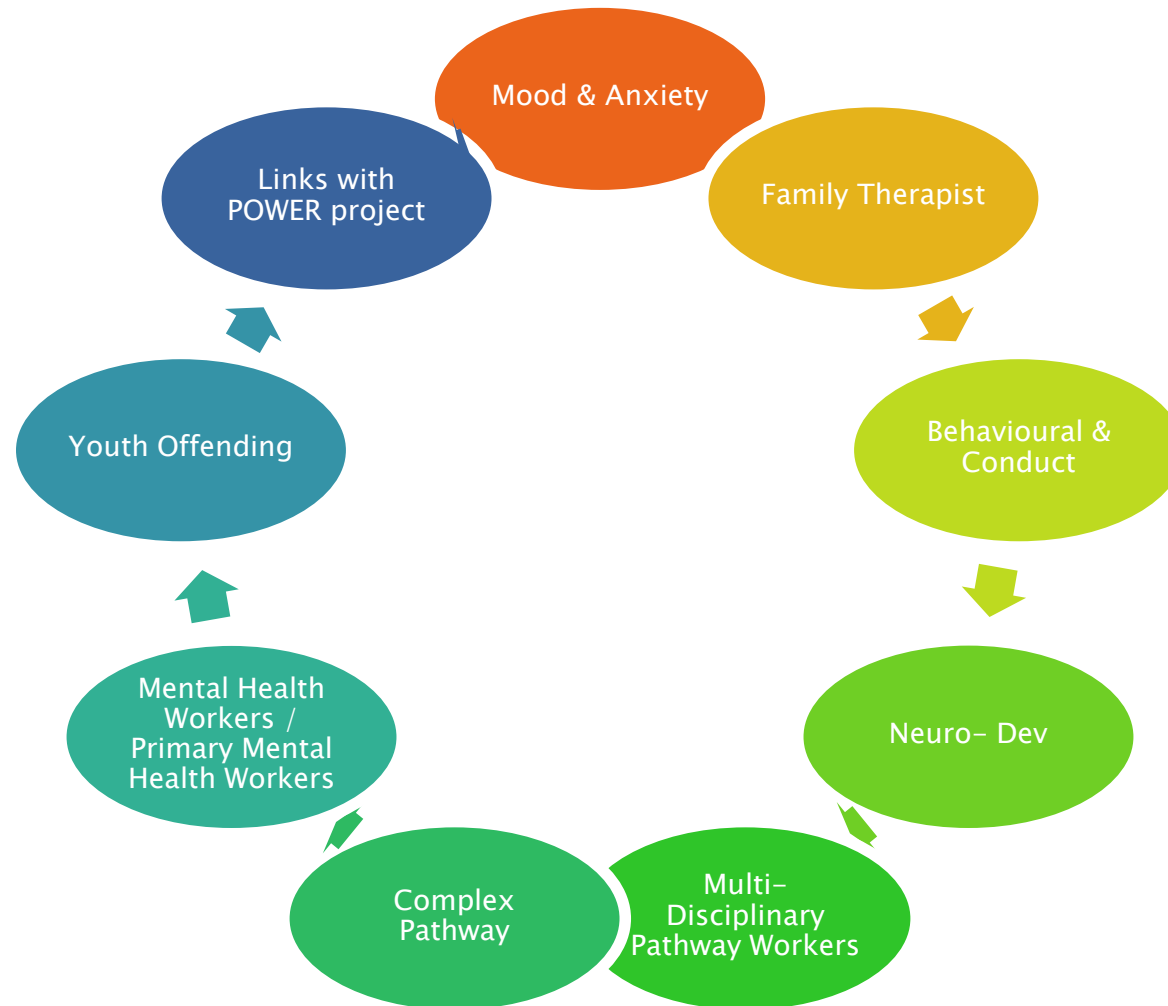 Mood & Anxiety
Family Therapist
Behavioural &
Conduct
Neuro- Dev
Multi-
Disciplinary
Pathway Workers
Complex
Pathway
Mental Health
Workers /
Primary Mental
Health Workers
Youth Offending
Links with
POWER project